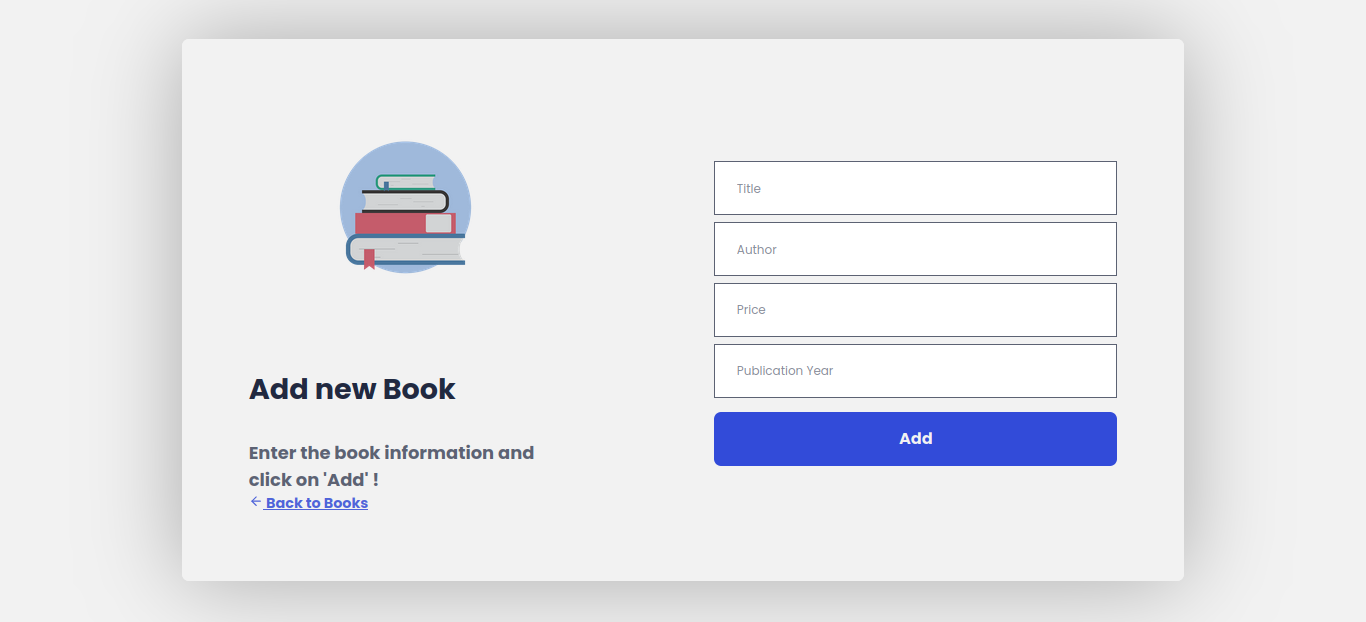 Add new Book
Enter the book information and
click on 'Add' !
← Back to Books
Title
Author
Price
Publication Year
Add